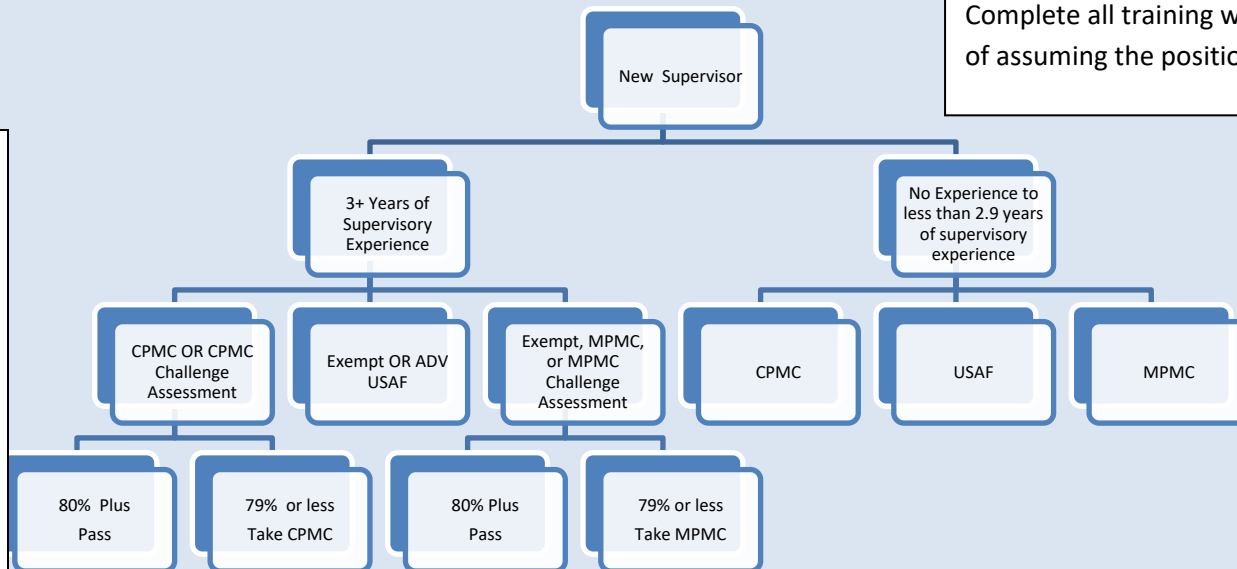 Complete all training w
of assuming the positio
New Supervisor
3+ Years of
Supervisory
Experience
No Experience to
less than 2.9 years
of supervisory
experience
CPMC OR CPMC
Challenge
Assessment
Exempt OR ADV
USAF
Exempt, MPMC,
or MPMC
Challenge
Assessment
CPMC
USAF
MPMC
80% Plus
Pass
79% or less
Take CPMC
80% Plus
Pass
79% or less
Take MPMC